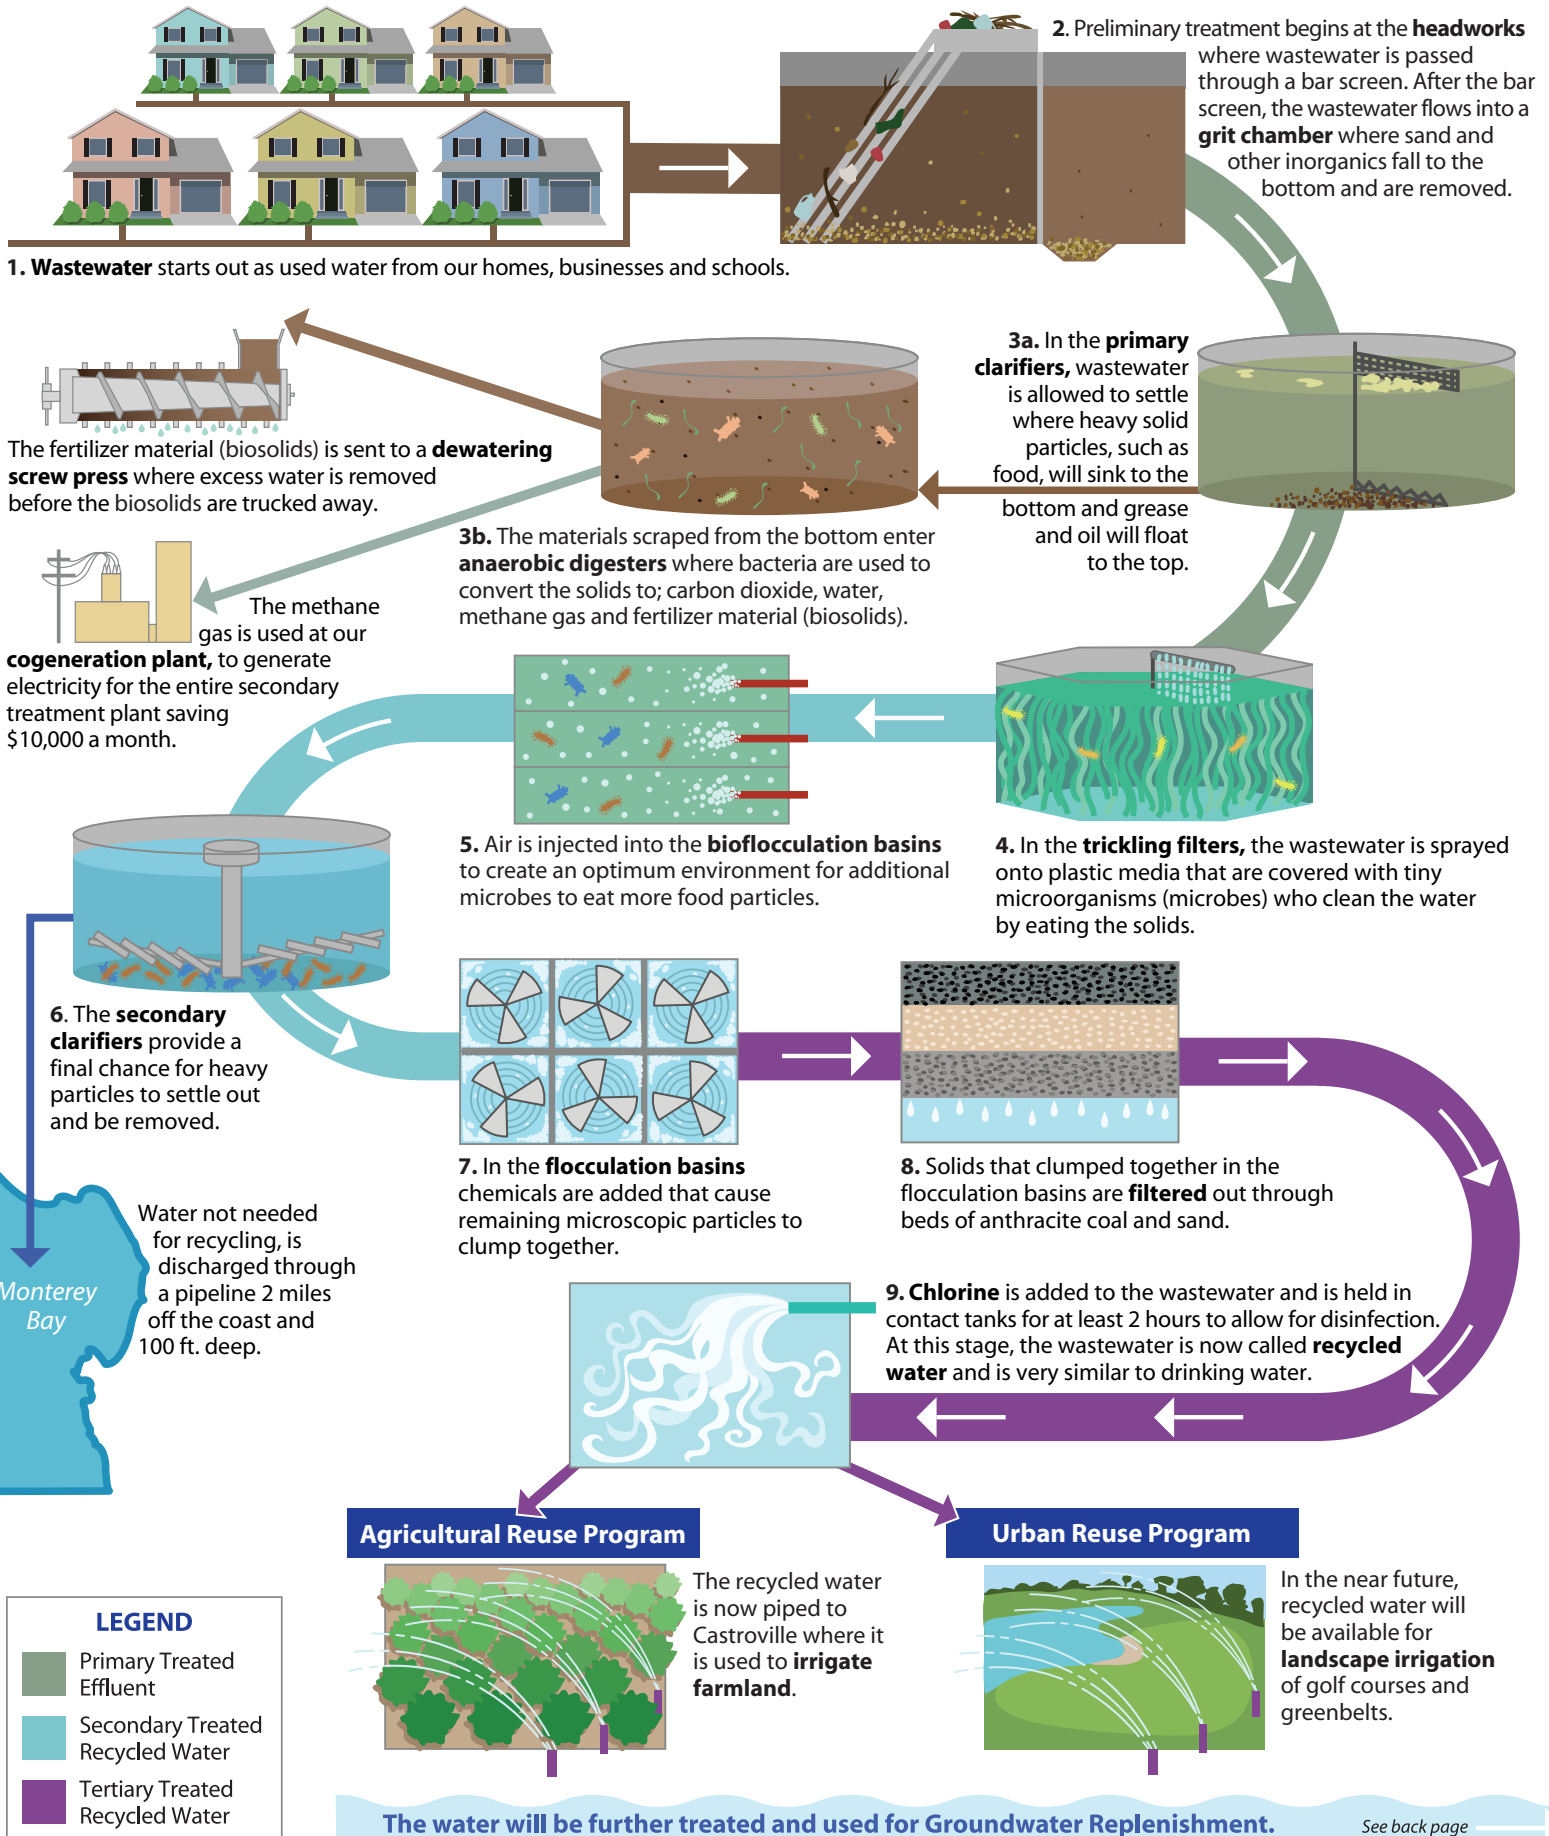 2. Preliminary treatment begins at the headworks
where wastewater is passed
through a bar screen. After the bar
screen, the wastewater flows into a
grit chamber where sand and
other inorganics fall to the
bottom and are removed.
1. Wastewater starts out as used water from our homes, businesses and schools.
3a. In the primary
clarifiers, wastewater
is allowed to settle
where heavy solid
particles, such as
food, will sink to the
bottom and grease
and oil will float
to the top.
The fertilizer material (biosolids) is sent to a dewatering
screw press where excess water is removed
before the biosolids are trucked away.
3b. The materials scraped from the bottom enter
anaerobic digesters where bacteria are used to
convert the solids to; carbon dioxide, water,
methane gas and fertilizer material (biosolids).
The methane
gas is used at our
cogeneration plant, to generate
electricity for the entire secondary
treatment plant saving
$10,000 a month.
4. In the trickling filters, the wastewater is sprayed
onto plastic media that are covered with tiny
microorganisms (microbes) who clean the water
by eating the solids.
5. Air is injected into the bioflocculation basins
to create an optimum environment for additional
microbes to eat more food particles.
6. The secondary
clarifiers provide a
final chance for heavy
particles to settle out
and be removed.
7. In the flocculation basins
chemicals are added that cause
remaining microscopic particles to
clump together.
8. Solids that clumped together in the
flocculation basins are filtered out through
beds of anthracite coal and sand.
Water not needed
for recycling, is
discharged through
a pipeline 2 miles
off the coast and
100 ft. deep.
Monterey
Bay
9. Chlorine is added to the wastewater and is held in
contact tanks for at least 2 hours to allow for disinfection.
At this stage, the wastewater is now called recycled
water and is very similar to drinking water.
Agricultural Reuse Program
The recycled water
is now piped to
Castroville where it
is used to irrigate
farmland.
Urban Reuse Program
In the near future,
recycled water will
be available for
landscape irrigation
of golf courses and
greenbelts.
LEGEND
Primary Treated
Effluent
Secondary Treated
Recycled Water
Tertiary Treated
Recycled Water
The water will be further treated and used for Groundwater Replenishment.
See back page